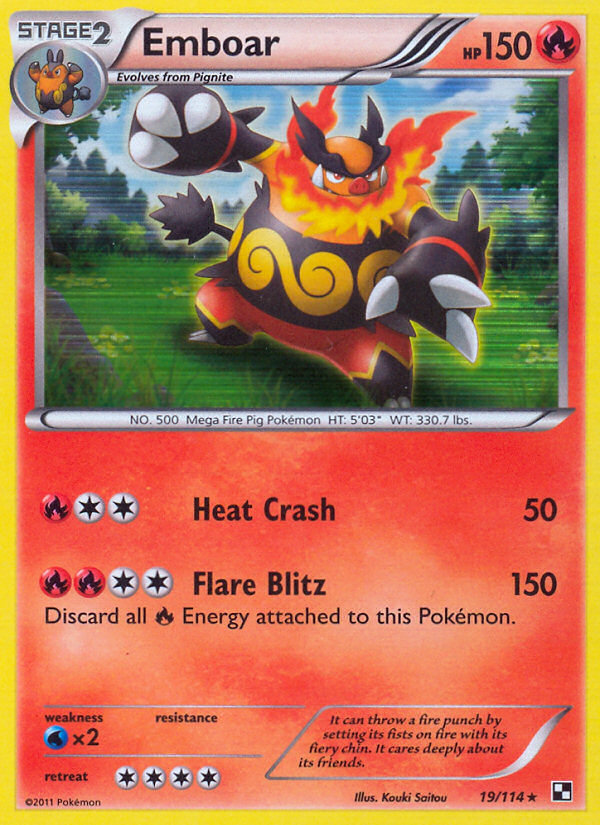 STAGE2
Emboar
HP150
Evolves from Pignite
NO. 500 Mega Fire Pig Pokémon HT: 5'03" WT: 330.7 lbs.
Heat Crash 50
Flare Blitz 150
Discard all Energy attached to this Pokémon.
weakness resistance
×2
retreat
It can throw a fire punch by
setting its fists on fire with its
fiery chin. It cares deeply about
its friends.
©2011 Pokémon
Illus. Kouki Saitou 19/114★